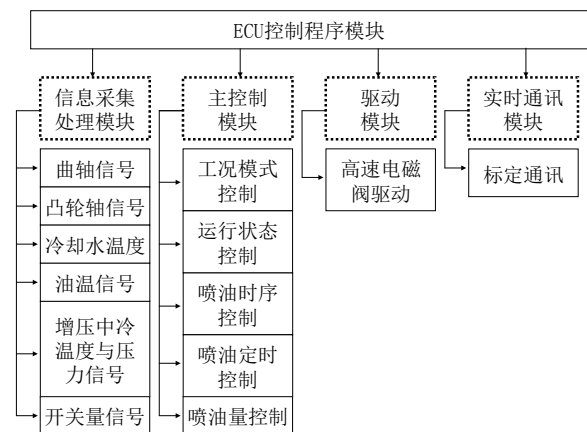 ECU控制程序模块
信息采集
处理模块
曲轴信号
凸轮轴信号
冷却水温度
油温信号
增压中冷
温度与压
力信号
开关量信号
主控制
模块
工况模式
控制
运行状态
控制
喷油时序
控制
喷油定时
控制
喷油量控制
驱动
模块
高速电磁
阀驱动
实时通讯
模块
标定通讯